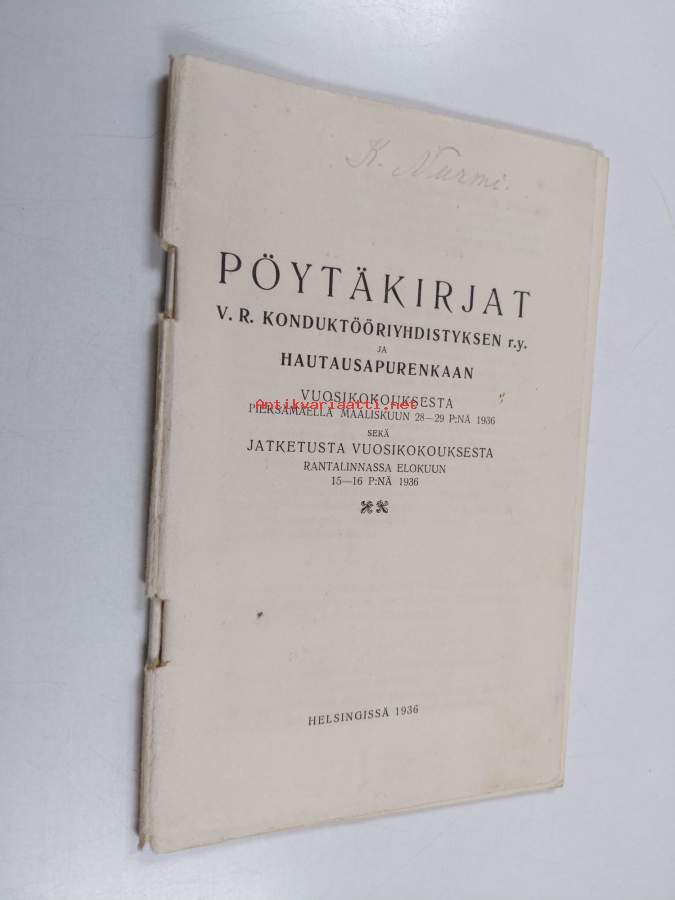 K. Nurmi.
PÖYTÄKIRJAT
V. R. KONDUKTÖÖRIYHDISTYKSEN r.y.
JA
HAUTAUSAPURENKAAN
VUOSIKOKOUKSESTA
Antikvariaatti.net
PIEKSÄMÄELLÄ MAALISKUUN 28—29 P:NÄ 1936
SEKÄ
JATKETUSTA VUOSIKOKOUKSESTA
RANTALINNASSA ELOKUUN
15—16 P:NÄ 1936
HELSINGISSÄ 1936